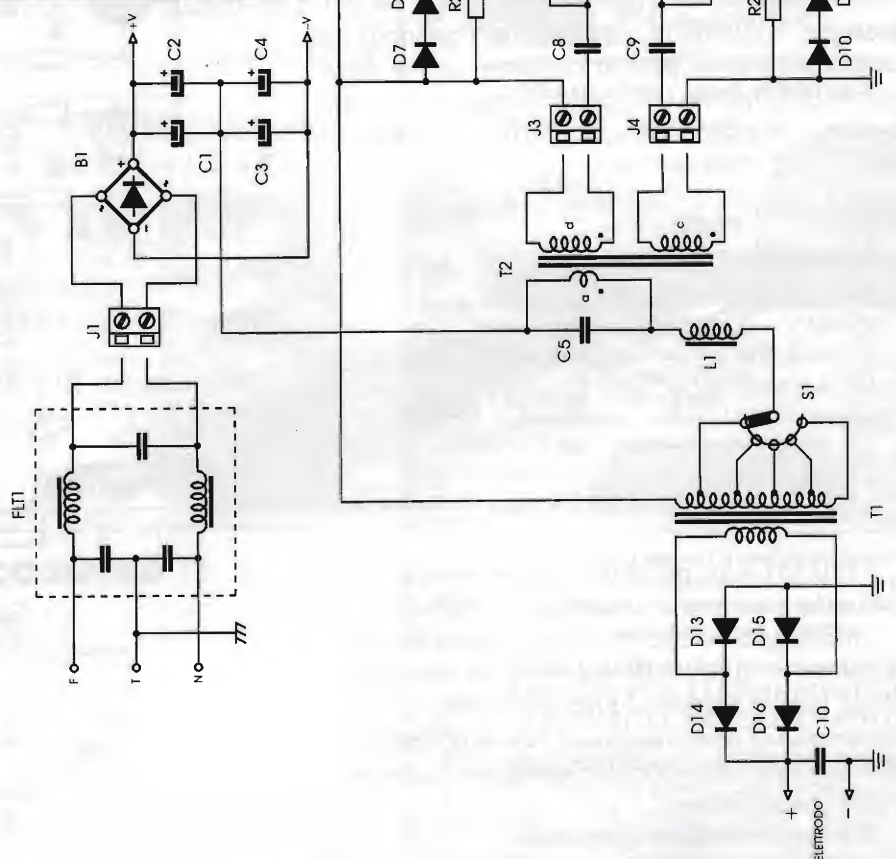 +V
-V
C2
C4
C1
C3
B1
+
-
~
~
J1
FLT1
F
T
N
D7
R2
C8
C9
R2
D10
J3
J4
T2
d
c
a
C5
L1
S1
T1
D13
D15
D14
D16
C10
+
-
ELETTRODO